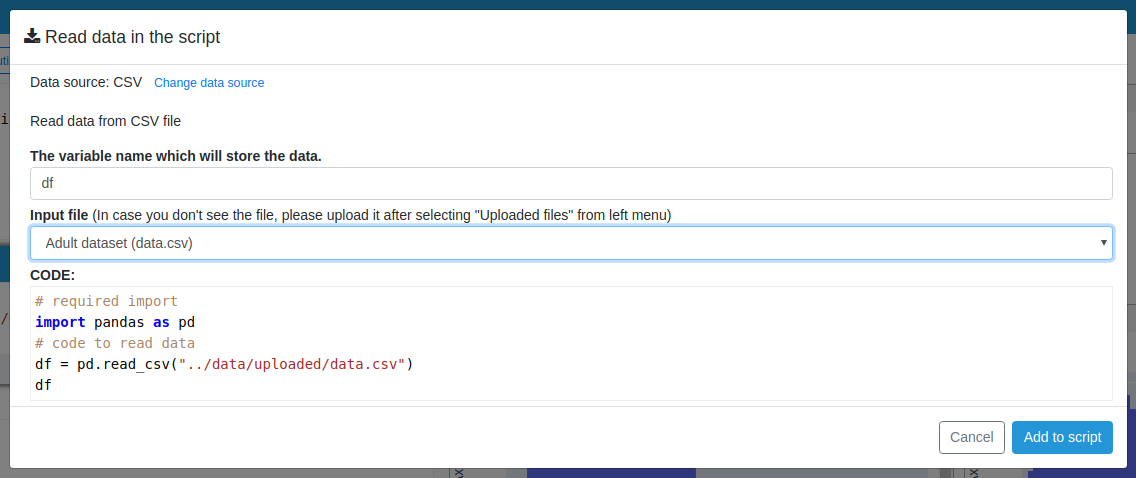 Read data in the script
Data source: CSV Change data source
Read data from CSV file
The variable name which will store the data.
df
Input file (In case you don't see the file, please upload it after selecting "Uploaded files" from left menu)
Adult dataset (data.csv)
CODE:
# required import
import pandas as pd
# code to read data
df = pd.read_csv("../data/uploaded/data.csv")
df
Cancel Add to script